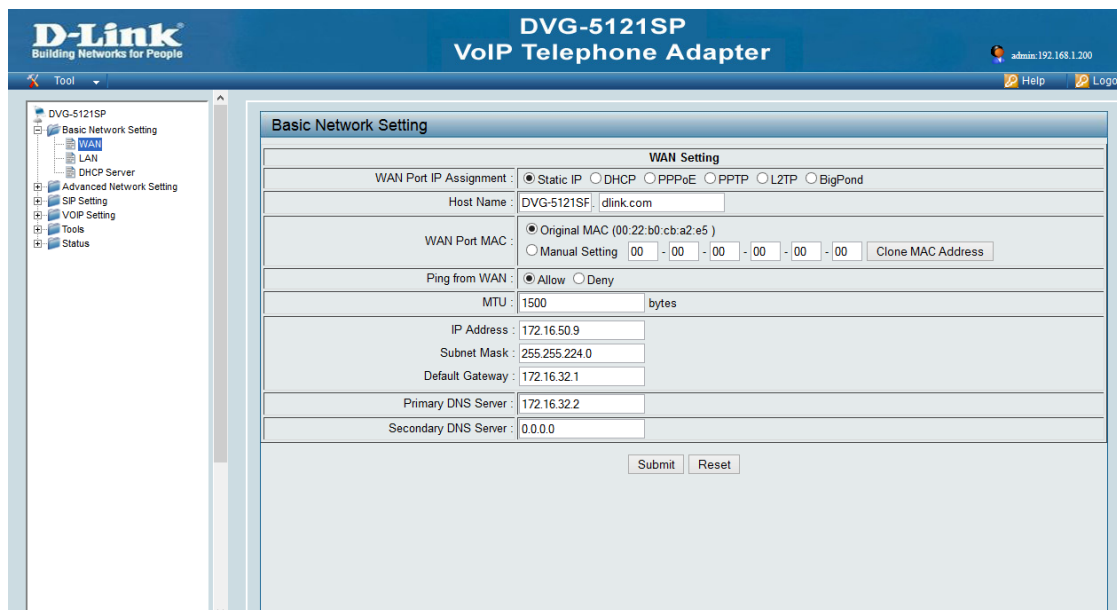 D-Link
Building Networks for People
DVG-5121SP
VoIP Telephone Adapter
admin:192.168.1.200
Tool
Help
Logo
DVG-5121SP
Basic Network Setting
WAN
LAN
DHCP Server
Advanced Network Setting
SIP Setting
VOIP Setting
Tools
Status
Basic Network Setting
WAN Setting
WAN Port IP Assignment : Static IP DHCP PPPoE PPTP L2TP BigPond
Host Name : DVG-5121SP . dlink.com
WAN Port MAC : Original MAC (00:22:b0:cb:a2:e5 )
Manual Setting 00 - 00 - 00 - 00 - 00 - 00 Clone MAC Address
Ping from WAN : Allow Deny
MTU : 1500 bytes
IP Address : 172.16.50.9
Subnet Mask : 255.255.224.0
Default Gateway : 172.16.32.1
Primary DNS Server : 172.16.32.2
Secondary DNS Server : 0.0.0.0
Submit Reset